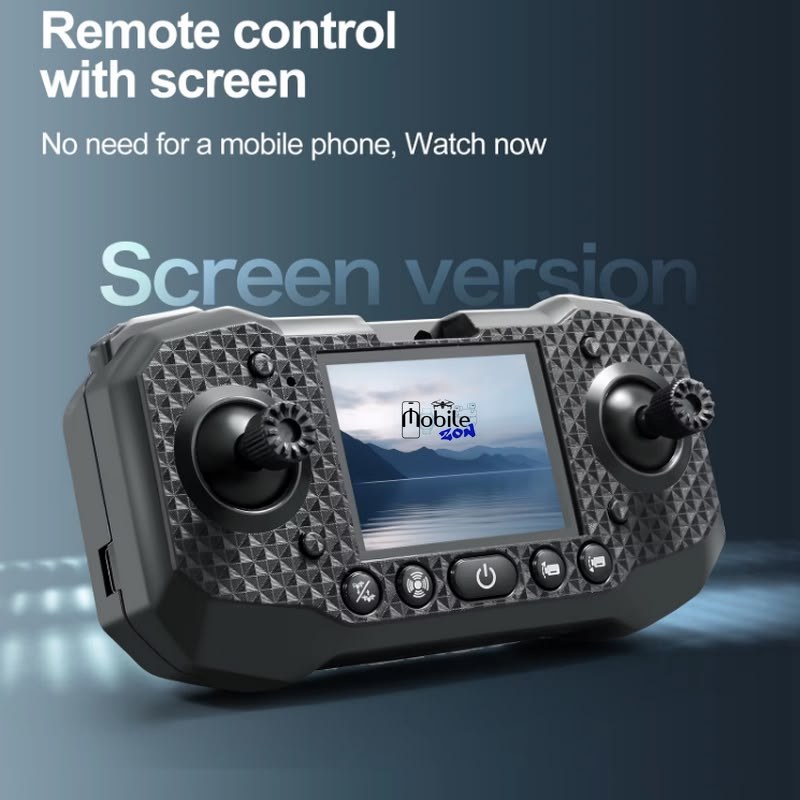 Remote control
with screen
No need for a mobile phone, Watch now
Screen version
Mobile
ZON